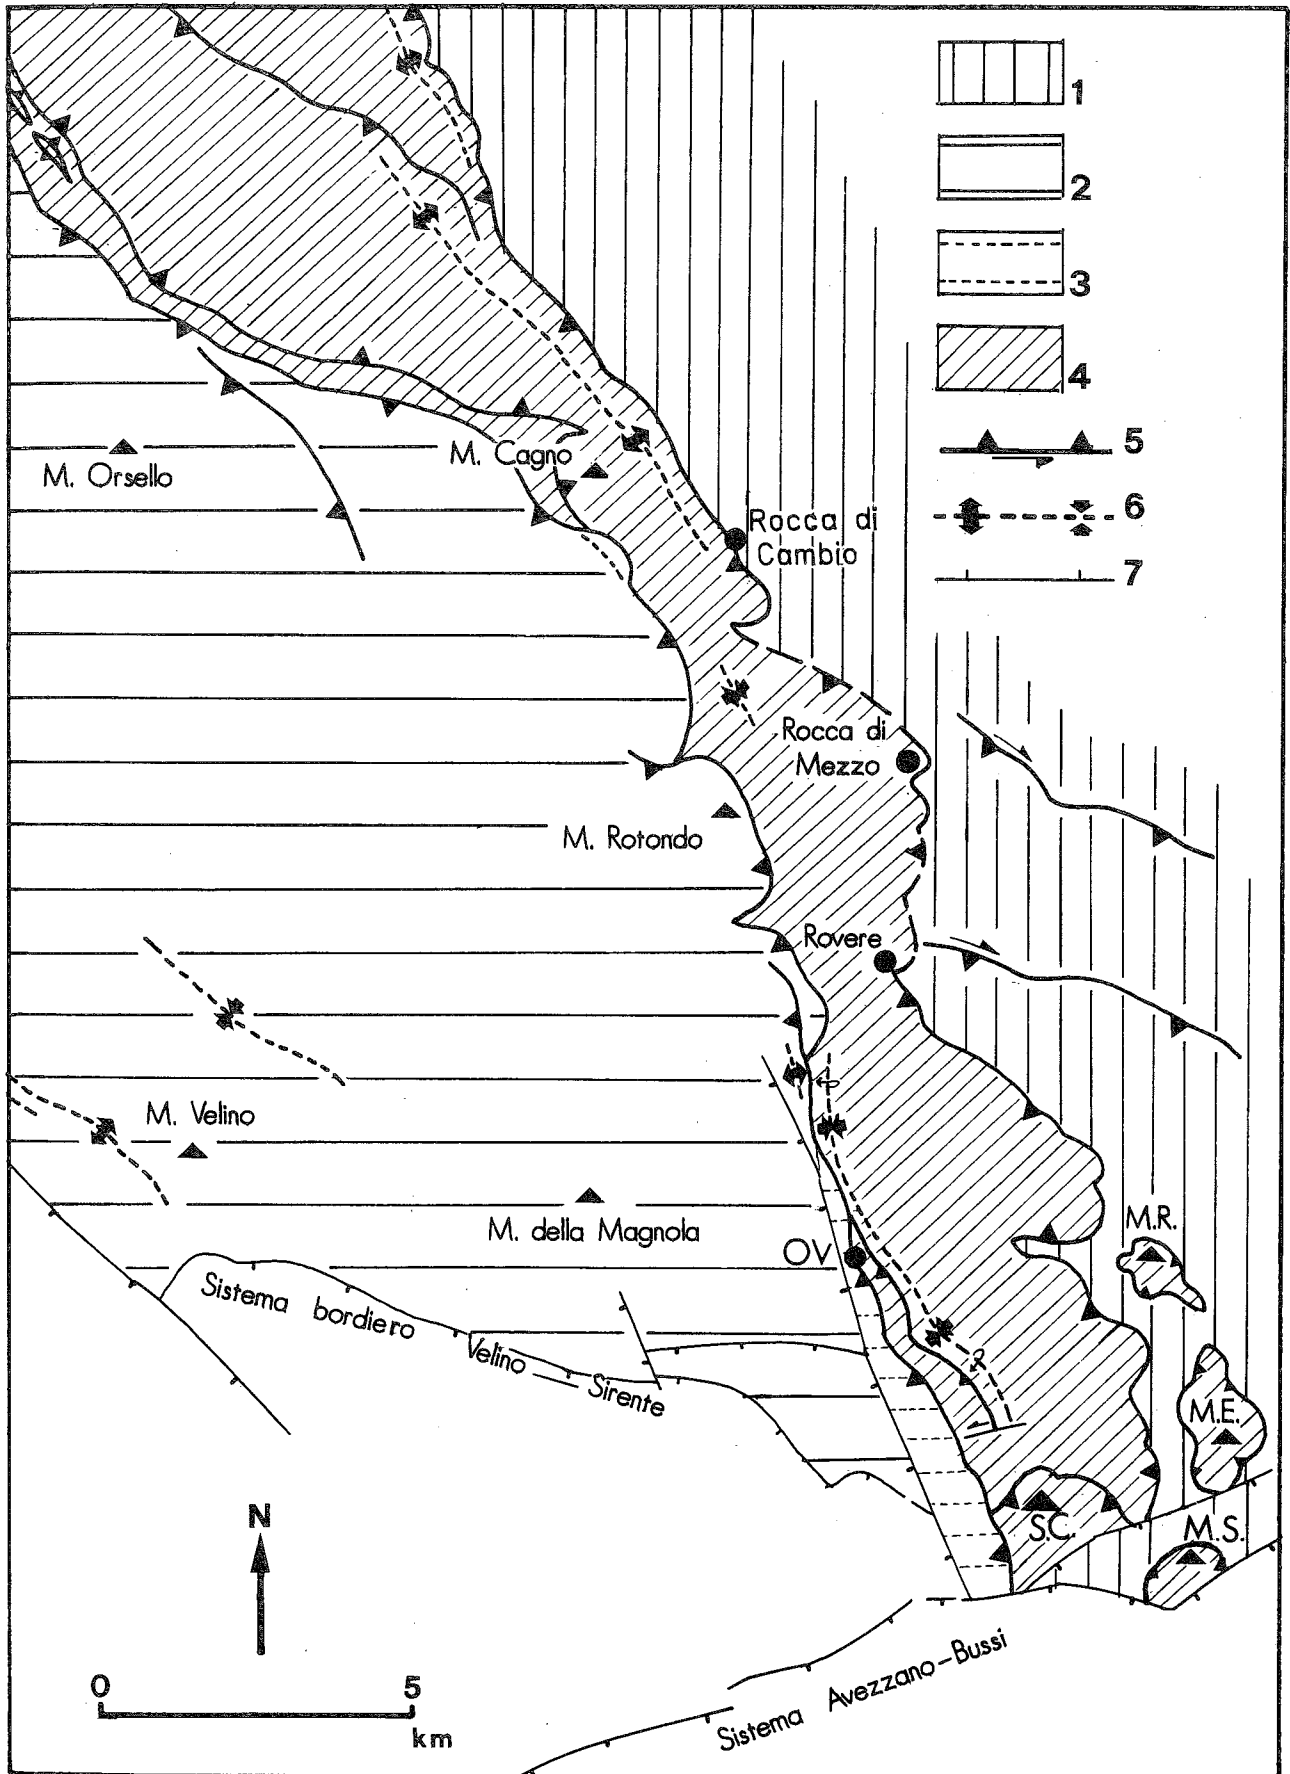 1
2
3
4
5
6
7
M. Orsello
M. Cagno
Rocca di
Cambio
Rocca di
Mezzo
M. Rotondo
Rovere
M. Velino
M. della Magnola
OV
M.R.
M.E.
S.C.
M.S.
Sistema bordiero Velino – Sirente
N
0 5
km
Sistema Avezzano-Bussi